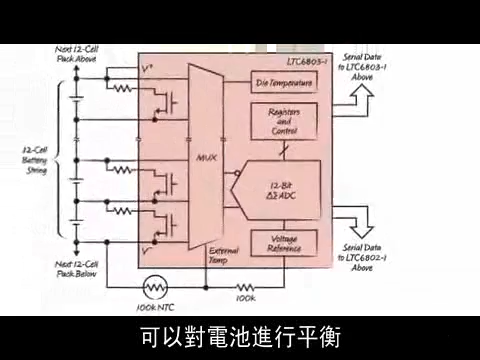 Next 12-Cell
Pack Above
V+
LTC6803-1
Serial Data
to LTC6803-1
Above
Die Temperature
Registers
and
Control
12-Cell
Battery
String
MUX
12-Bit
ΔΣ ADC
Voltage
Reference
V-
External
Temp
Next 12-Cell
Pack Below
Serial Data
to LTC6802-1
Above
100k NTC
100k
可以對電池進行平衡